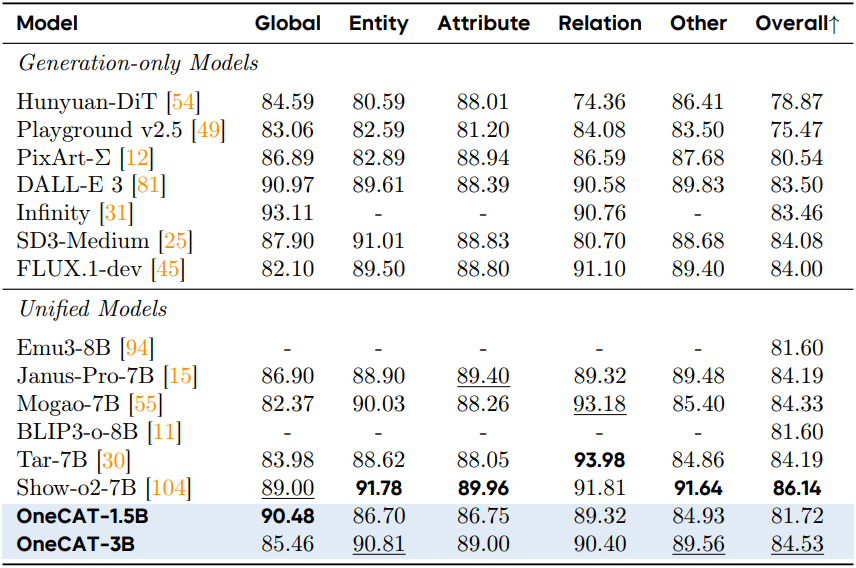 Model Global Entity Attribute Relation Other Overall↑
Generation-only Models
Hunyuan-DiT [54] 84.59 80.59 88.01 74.36 86.41 78.87
Playground v2.5 [49] 83.06 82.59 81.20 84.08 83.50 75.47
PixArt-Σ [12] 86.89 82.89 88.94 86.59 87.68 80.54
DALL-E 3 [81] 90.97 89.61 88.39 90.58 89.83 83.50
Infinity [31] 93.11 - - 90.76 - 83.46
SD3-Medium [25] 87.90 91.01 88.83 80.70 88.68 84.08
FLUX.1-dev [45] 82.10 89.50 88.80 91.10 89.40 84.00
Unified Models
Emu3-8B [94] - - - - - 81.60
Janus-Pro-7B [15] 86.90 88.90 89.40 89.32 89.48 84.19
Mogao-7B [55] 82.37 90.03 88.26 93.18 85.40 84.33
BLIP3-o-8B [11] - - - - - 81.60
Tar-7B [30] 83.98 88.62 88.05 93.98 84.86 84.19
Show-o2-7B [104] 89.00 91.78 89.96 91.81 91.64 86.14
OneCAT-1.5B 90.48 86.70 86.75 89.32 84.93 81.72
OneCAT-3B 85.46 90.81 89.00 90.40 89.56 84.53